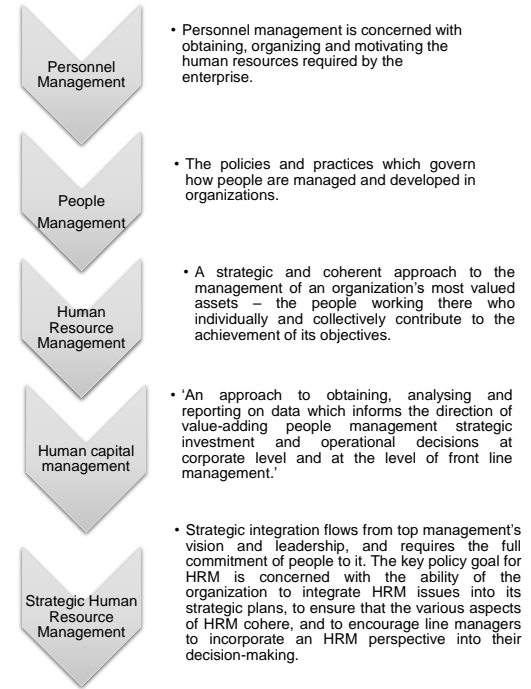 Personnel
Management
• Personnel management is concerned with
obtaining, organizing and motivating the
human resources required by the
enterprise.
People
Management
• The policies and practices which govern
how people are managed and developed in
organizations.
Human
Resource
Management
• A strategic and coherent approach to the
management of an organization's most valued
assets – the people working there who
individually and collectively contribute to the
achievement of its objectives.
Human capital
management
• ‘An approach to obtaining, analysing and
reporting on data which informs the direction of
value-adding people management strategic
investment and operational decisions at
corporate level and at the level of front line
management.’
Strategic Human
Resource
Management
• Strategic integration flows from top management's
vision and leadership, and requires the full
commitment of people to it. The key policy goal for
HRM is concerned with the ability of the
organization to integrate HRM issues into its
strategic plans, to ensure that the various aspects
of HRM cohere, and to encourage line managers
to incorporate an HRM perspective into their
decision-making.